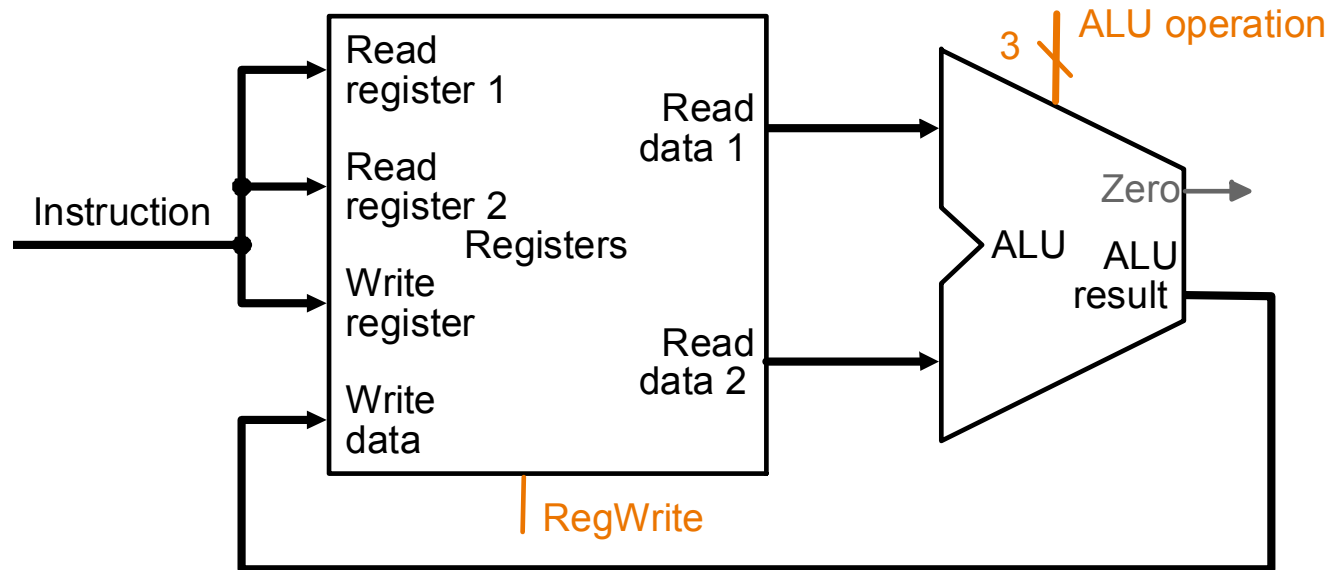 ALU operation
3
Read
register 1
Read
data 1
Read
register 2
Zero
Instruction
Registers
ALU
ALU
result
Write
register
Read
data 2
Write
data
RegWrite